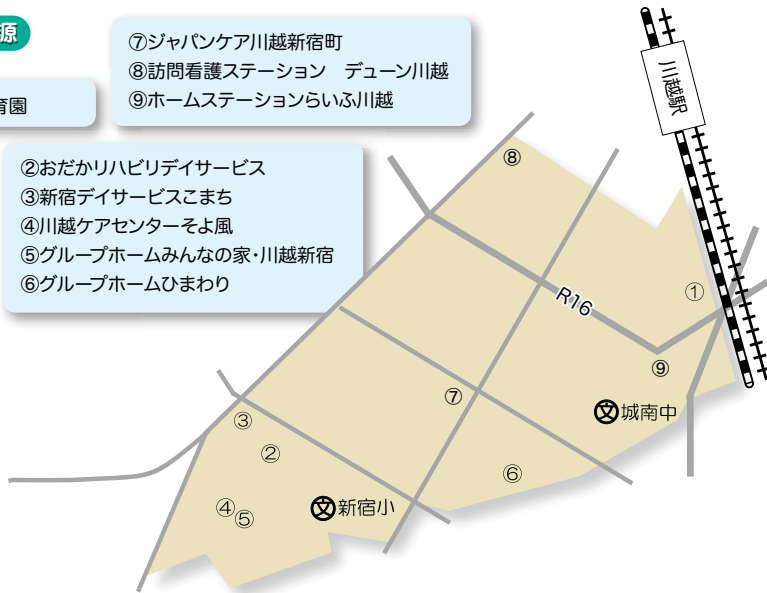 源
育園
⑦ジャパンケア川越新宿町
⑧訪問看護ステーション　デューン川越
⑨ホームステーションらいふ川越
②おだかリハビリデイサービス
③新宿デイサービスこまち
④川越ケアセンターそよ風
⑤グループホームみんなの家・川越新宿
⑥グループホームひまわり
川越駅
⑧
①
R16
⑨
⑦
文城南中
③
②
⑥
④
⑤
文新宿小